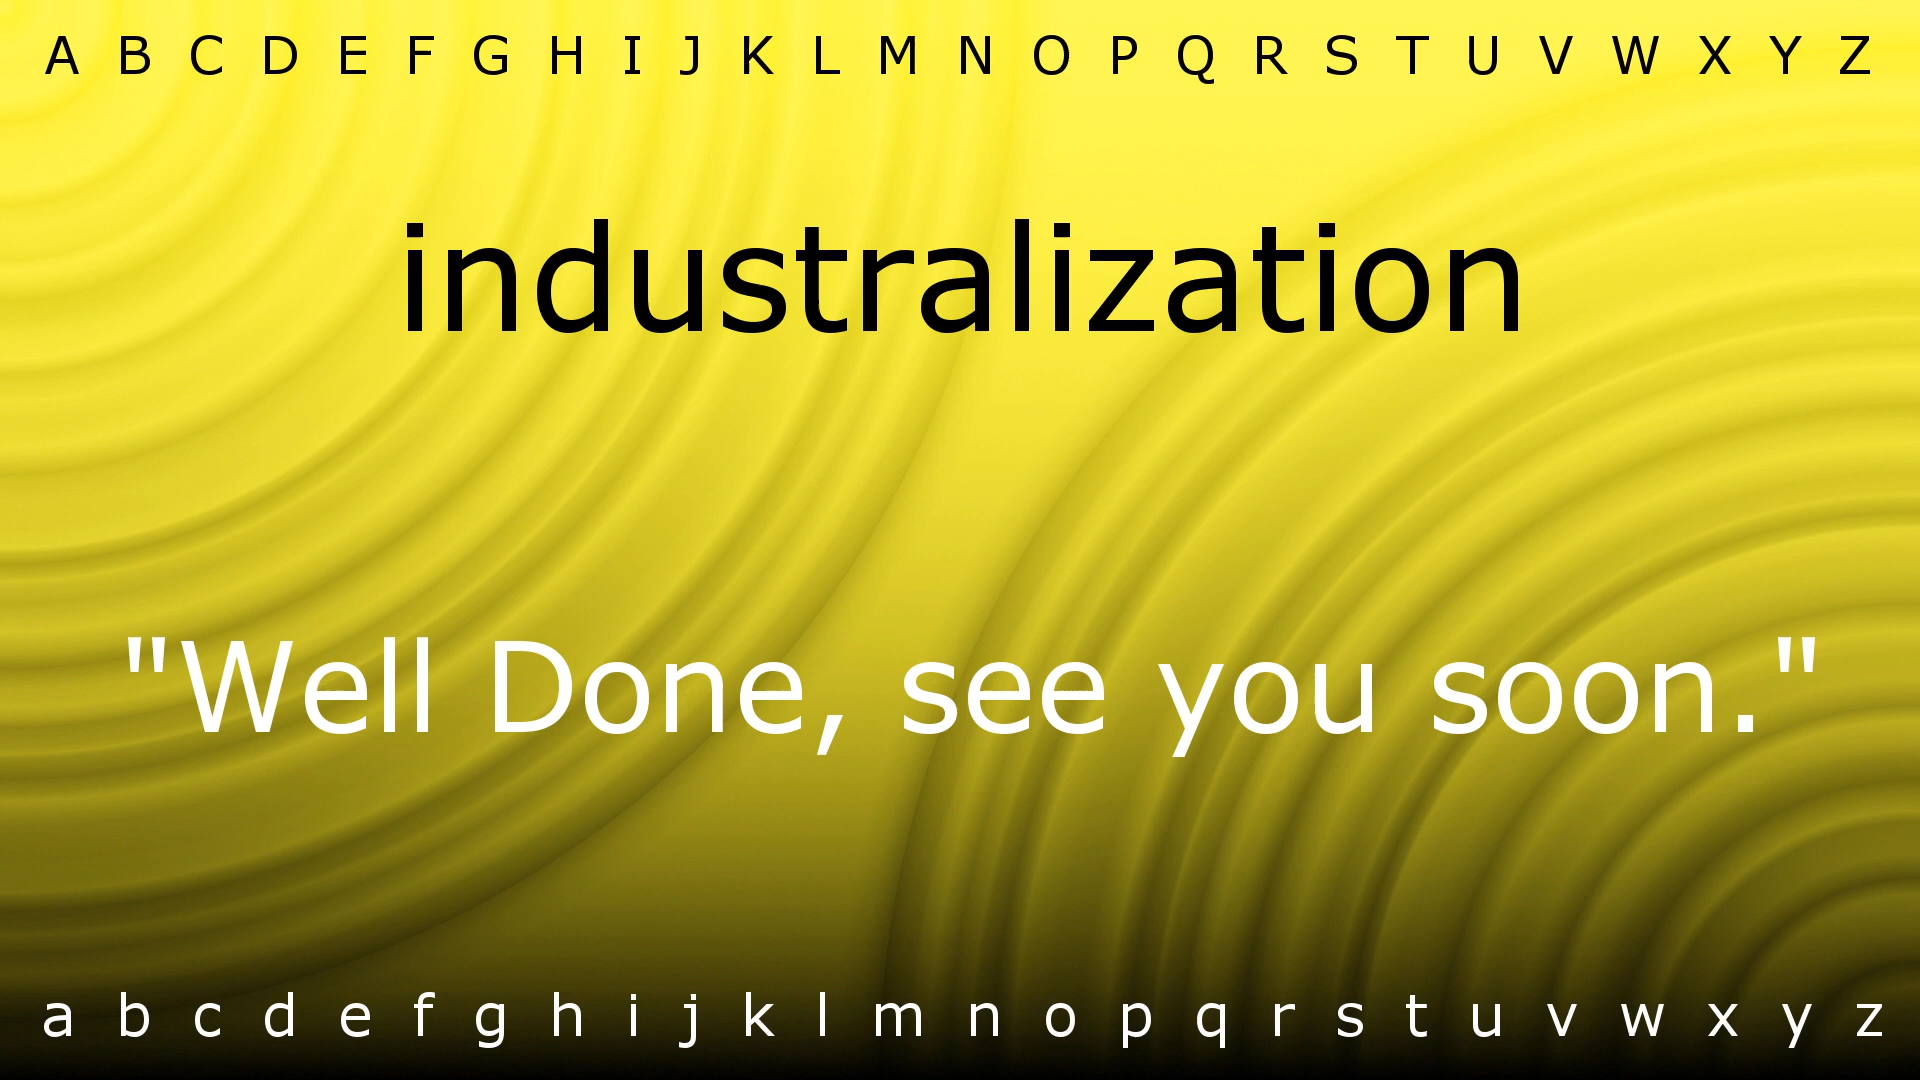 A B C D E F G H I J K L M N O P Q R S T U V W X Y Z
industralization
"Well Done, see you soon."
a b c d e f g h i j k l m n o p q r s t u v w x y z